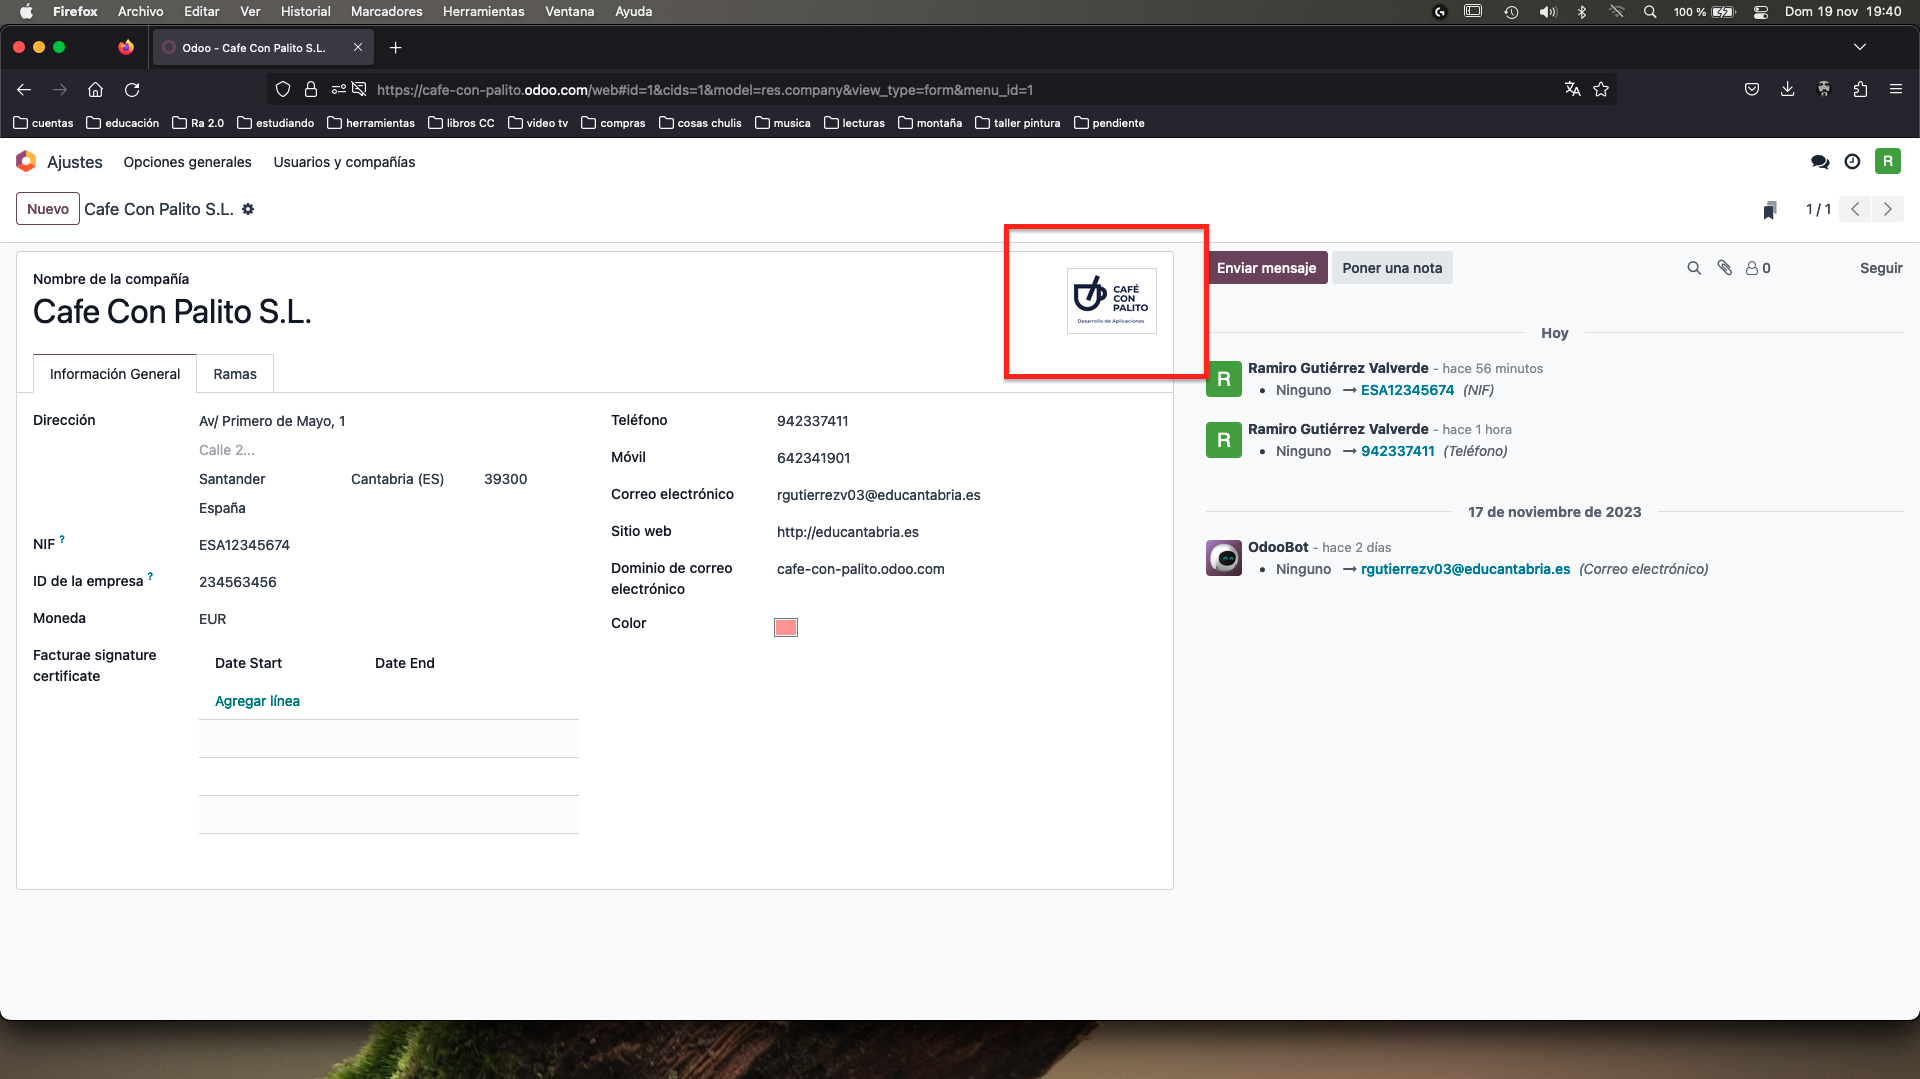 Firefox Archivo Editar Ver Historial Marcadores Herramientas Ventana Ayuda 100 % Dom 19 nov 19:40
Odoo - Cafe Con Palito S.L.
https://cafe-con-palito.odoo.com/web#id=1&cids=1&model=res.company&view_type=form&menu_id=1
cuentas educación Ra 2.0 estudiando herramientas libros CC video tv compras cosas chulis musica lecturas montaña taller pintura pendiente
Ajustes Opciones generales Usuarios y compañías R
Nuevo Cafe Con Palito S.L. 1 / 1
Nombre de la compañía
Cafe Con Palito S.L.
CAFÉ
CON
PALITO
Desarrollo de Aplicaciones
Información General Ramas
Dirección Av/ Primero de Mayo, 1
Calle 2...
Santander Cantabria (ES) 39300
España
NIF ? ESA12345674
ID de la empresa ? 234563456
Moneda EUR
Facturae signature
certificate
Date Start Date End
Agregar línea
Teléfono 942337411
Móvil 642341901
Correo electrónico rgutierrezv03@educantabria.es
Sitio web http://educantabria.es
Dominio de correo
electrónico
cafe-con-palito.odoo.com
Color
Enviar mensaje Poner una nota 0 Seguir
Hoy
R Ramiro Gutiérrez Valverde - hace 56 minutos
• Ninguno → ESA12345674 (NIF)
R Ramiro Gutiérrez Valverde - hace 1 hora
• Ninguno → 942337411 (Teléfono)
17 de noviembre de 2023
OdooBot - hace 2 días
• Ninguno → rgutierrezv03@educantabria.es (Correo electrónico)